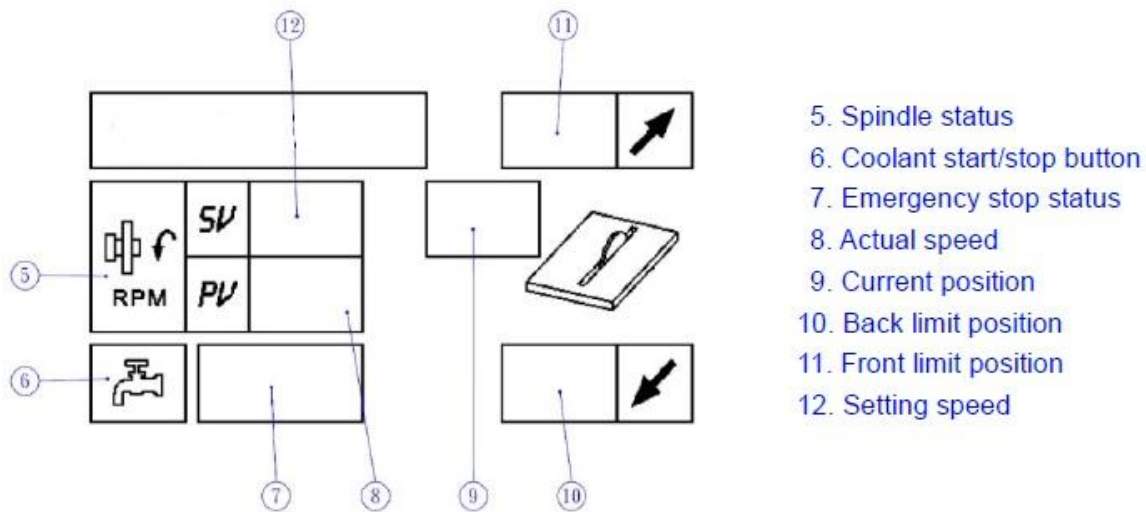 12
11
SV
5
RPM
PV
6
7
8
9
10
5. Spindle status
6. Coolant start/stop button
7. Emergency stop status
8. Actual speed
9. Current position
10. Back limit position
11. Front limit position
12. Setting speed